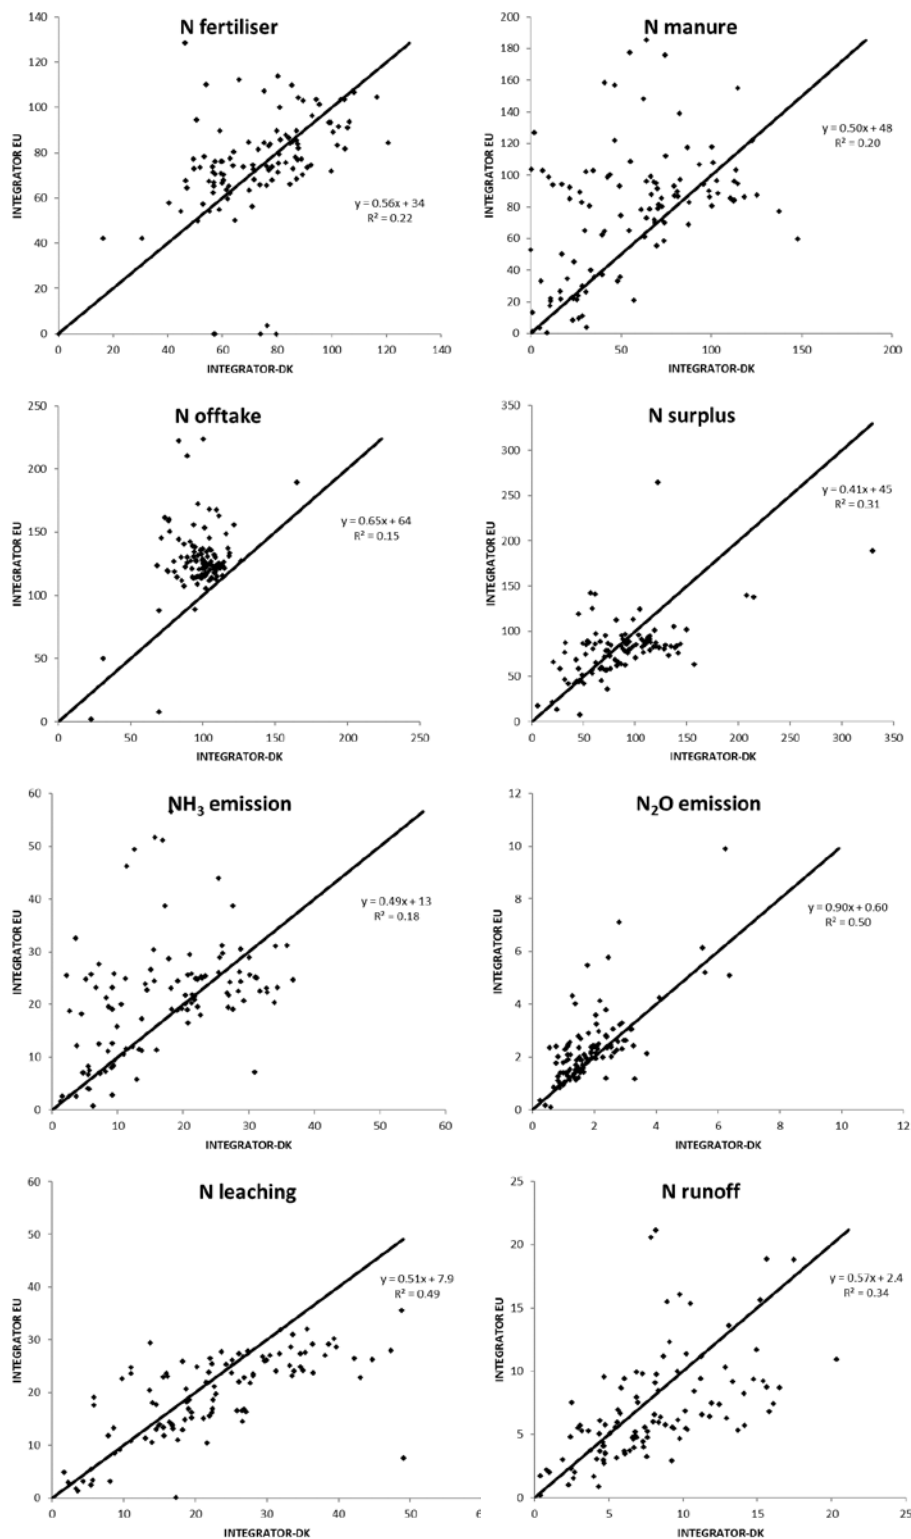 N fertiliser
140
120
100
80
60
40
20
0
INTEGRATOR EU
y = 0.56x + 34
R² = 0.22
0 20 40 60 80 100 120 140
INTEGRATOR-DK
N manure
200
180
160
140
120
100
80
60
40
20
0
INTEGRATOR EU
y = 0.50x + 48
R² = 0.20
0 50 100 150 200
INTEGRATOR-DK
N offtake
250
200
150
100
50
0
INTEGRATOR EU
y = 0.65x + 64
R² = 0.15
0 50 100 150 200 250
INTEGRATOR-DK
N surplus
350
300
250
200
150
100
50
0
INTEGRATOR EU
y = 0.41x + 45
R² = 0.31
0 50 100 150 200 250 300 350
INTEGRATOR-DK
NH₃ emission
60
50
40
30
20
10
0
INTEGRATOR EU
y = 0.49x + 13
R² = 0.18
0 10 20 30 40 50 60
INTEGRATOR-DK
N₂O emission
12
10
8
6
4
2
0
INTEGRATOR EU
y = 0.90x + 0.60
R² = 0.50
0 2 4 6 8 10 12
INTEGRATOR-DK
N leaching
60
50
40
30
20
10
0
INTEGRATOR EU
y = 0.51x + 7.9
R² = 0.49
0 10 20 30 40 50 60
INTEGRATOR-DK
N runoff
25
20
15
10
5
0
INTEGRATOR EU
y = 0.57x + 2.4
R² = 0.34
0 5 10 15 20 25
INTEGRATOR-DK